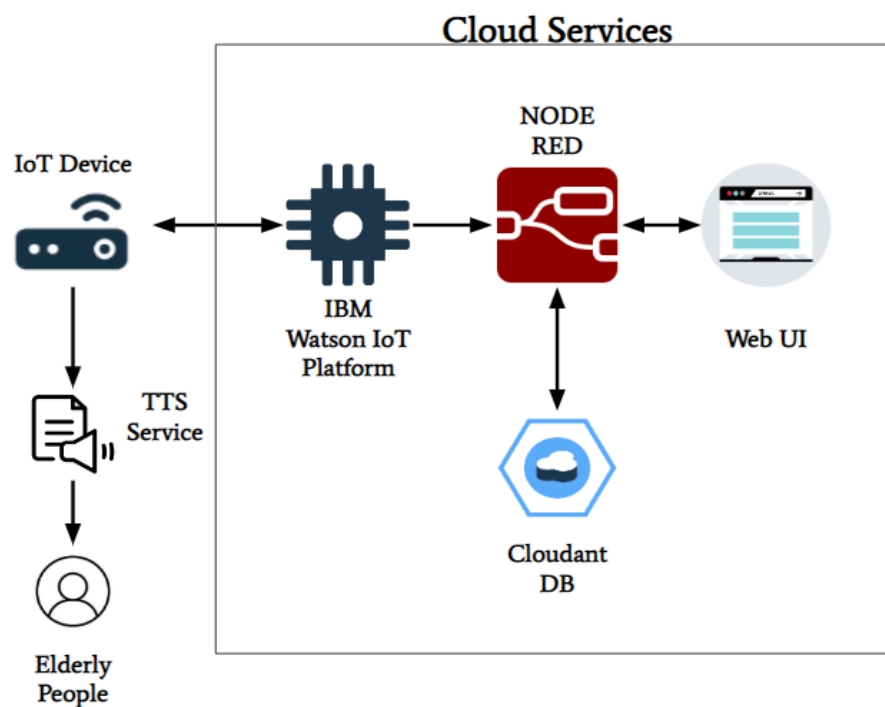 Cloud Services
NODE
RED
IoT Device
IBM
Watson IoT
Platform
Web UI
TTS
Service
Cloudant
DB
Elderly
People